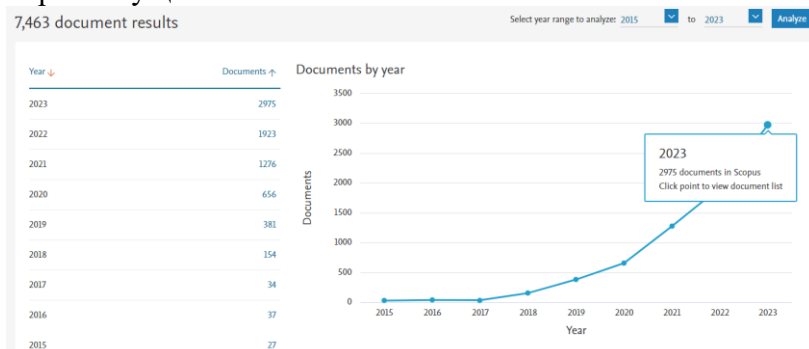 7,463 document results
Select year range to analyze: 2015 to 2023 Analyze
Year Documents
2023 2975
2022 1923
2021 1276
2020 656
2019 381
2018 154
2017 34
2016 37
2015 27
Documents by year
3500
3000
2500
2000
1500
1000
500
0
Documents
2015 2016 2017 2018 2019 2020 2021 2022 2023
Year
2023
2975 documents in Scopus
Click point to view document list